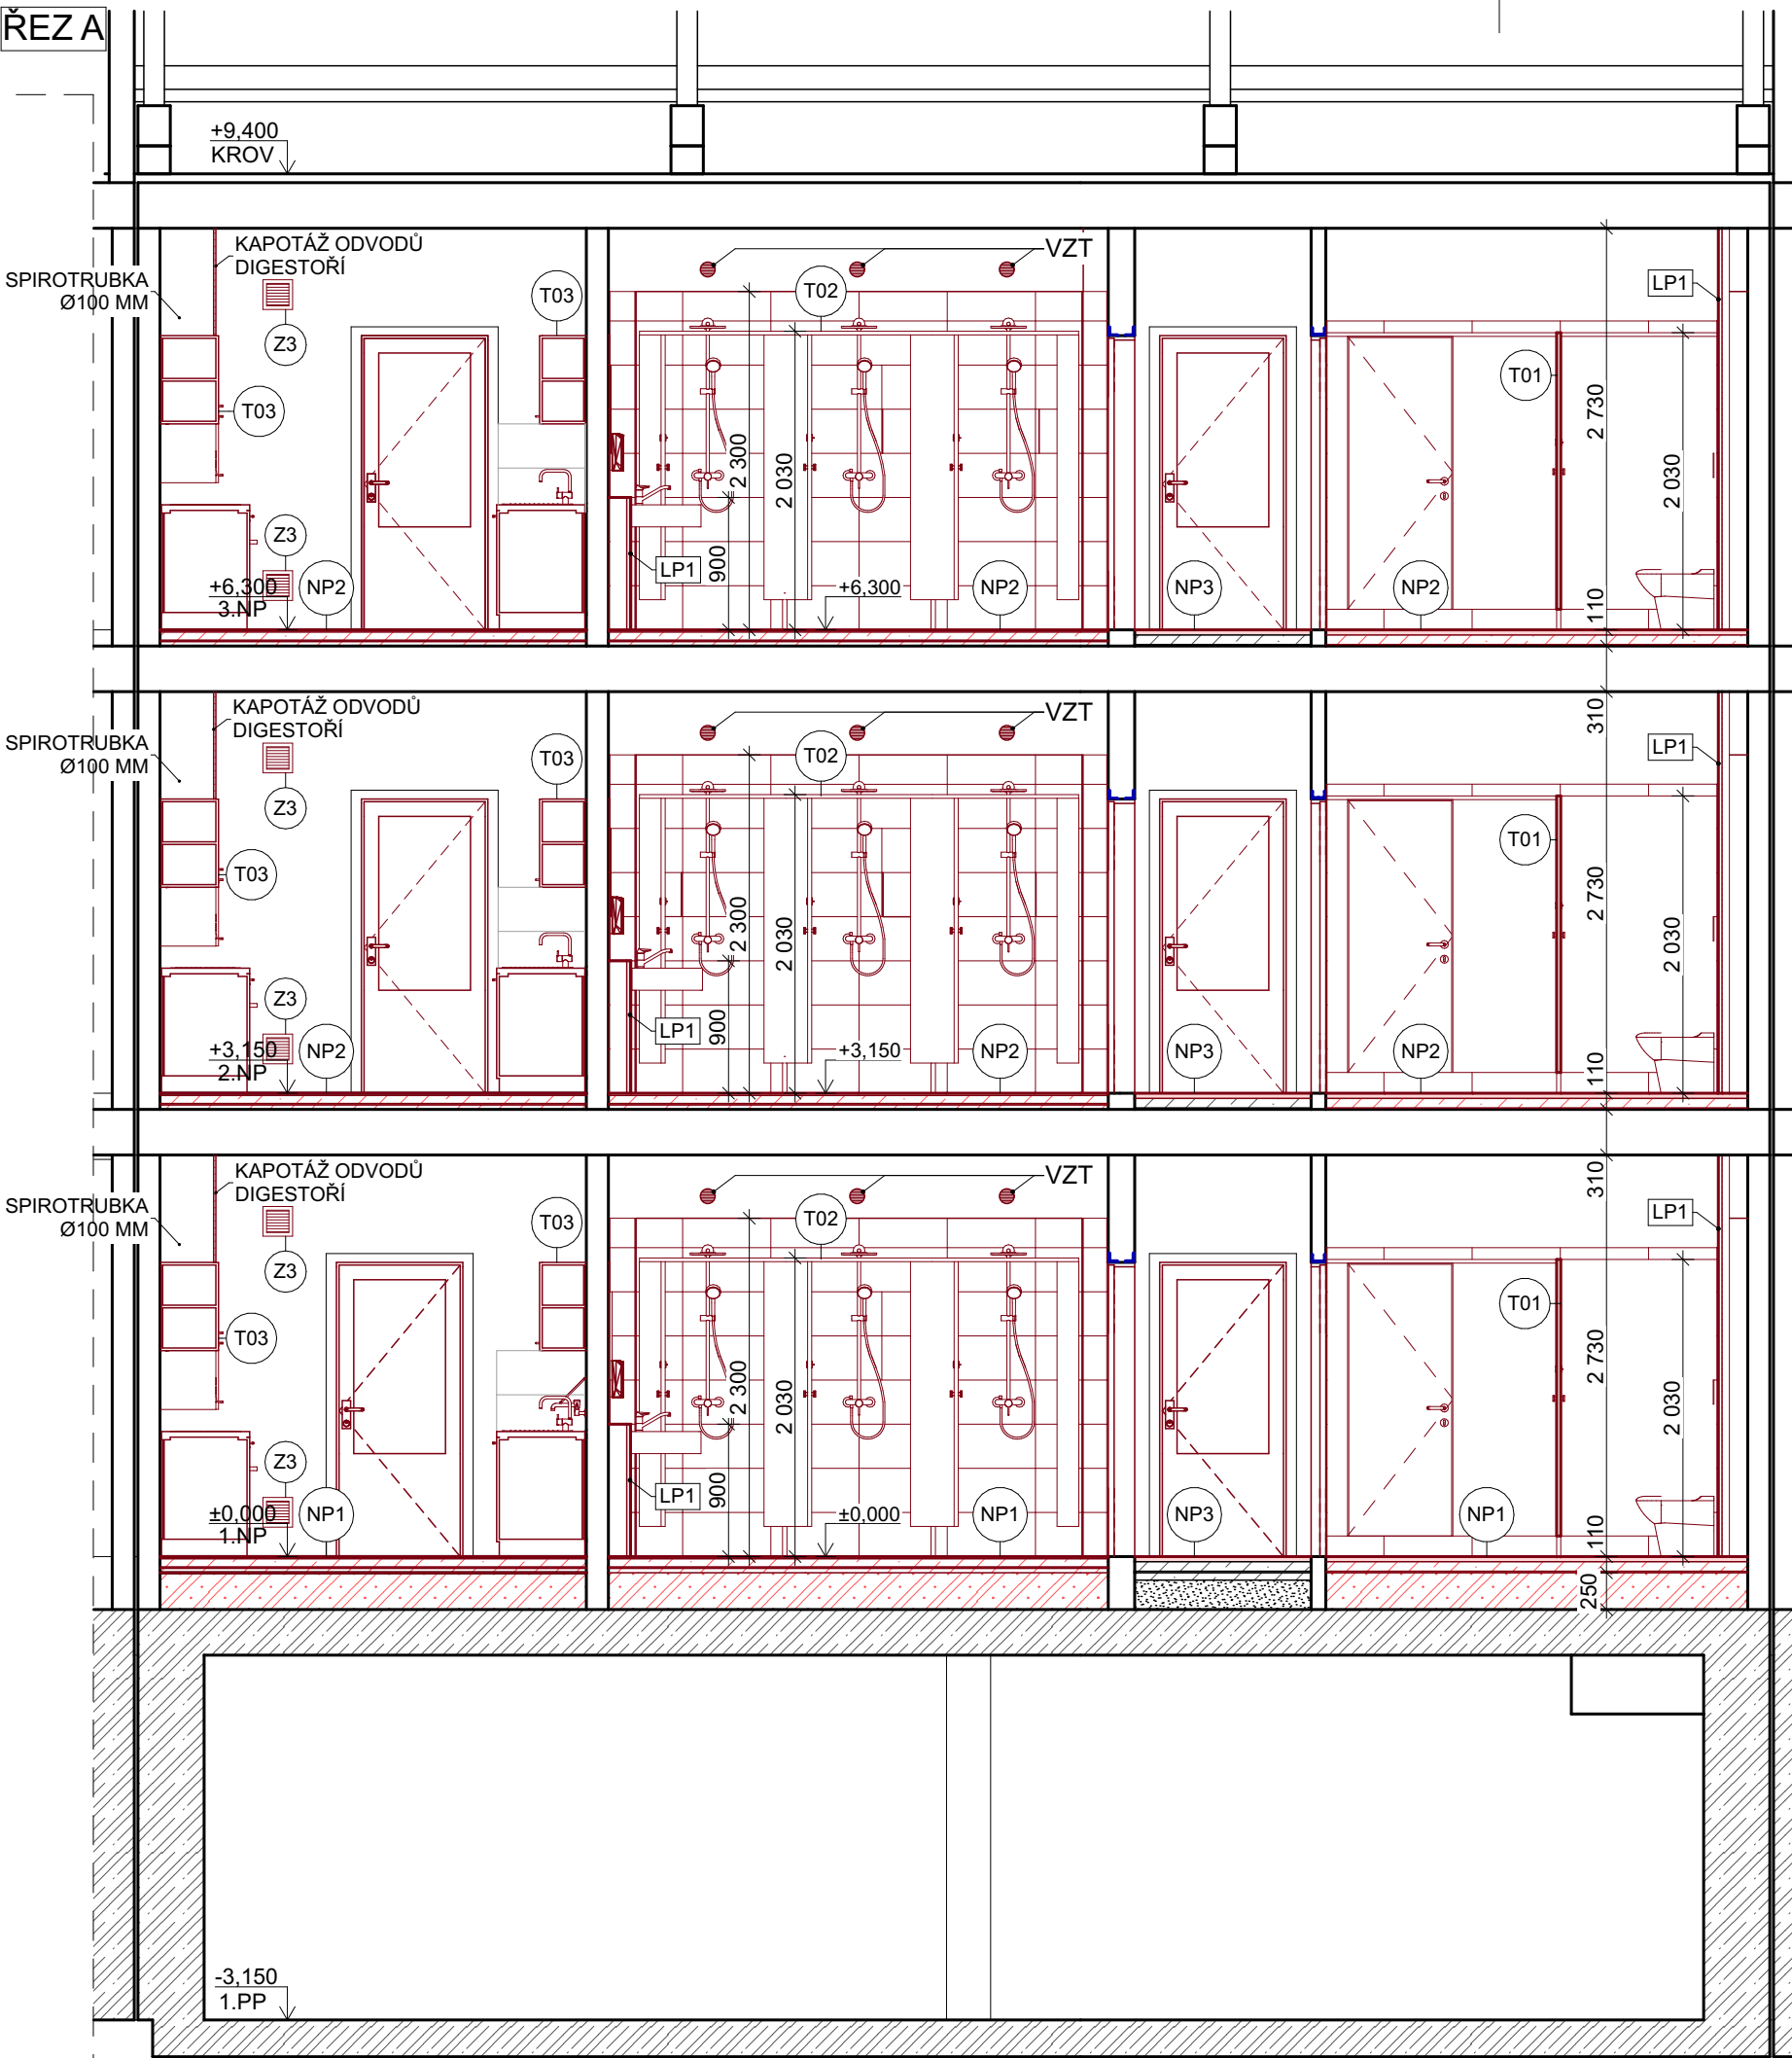 ŘEZ A
+9,400
KROV
KAPOTÁŽ ODVODŮ
DIGESTOŘÍ
SPIROTRUBKA
Ø100 MM
VZT
T03
T02
LP1
Z3
T01
T03
2 730
2 300
2 030
2 030
Z3
900
LP1
+6,300
3.NP
NP2
+6,300
NP2
NP3
NP2
110
KAPOTÁŽ ODVODŮ
DIGESTOŘÍ
SPIROTRUBKA
Ø100 MM
310
VZT
T03
T02
LP1
Z3
T01
T03
2 730
2 300
2 030
2 030
Z3
900
LP1
+3,150
2.NP
NP2
+3,150
NP2
NP3
NP2
110
KAPOTÁŽ ODVODŮ
DIGESTOŘÍ
SPIROTRUBKA
Ø100 MM
310
VZT
T03
T02
LP1
Z3
T01
T03
2 730
2 300
2 030
2 030
Z3
900
LP1
±0,000
1.NP
NP1
±0,000
NP1
NP3
NP1
110
250
-3,150
1.PP